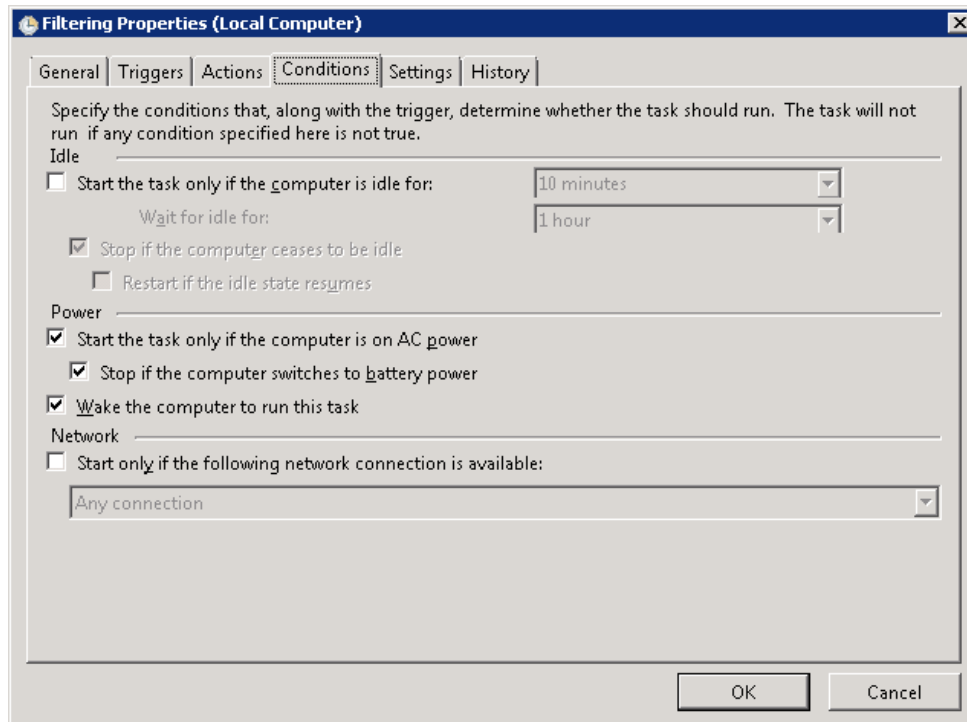 Filtering Properties (Local Computer)
General Triggers Actions Conditions Settings History
Specify the conditions that, along with the trigger, determine whether the task should run. The task will not
run if any condition specified here is not true.
Idle
Start the task only if the computer is idle for: 10 minutes
Wait for idle for: 1 hour
Stop if the computer ceases to be idle
Restart if the idle state resumes
Power
Start the task only if the computer is on AC power
Stop if the computer switches to battery power
Wake the computer to run this task
Network
Start only if the following network connection is available:
Any connection
OK Cancel